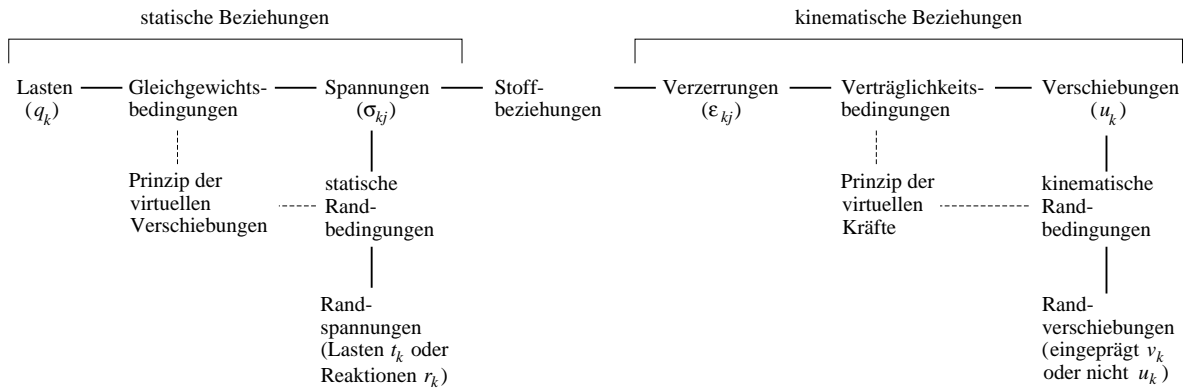 statische Beziehungen
kinematische Beziehungen
Lasten
(q_k)
Gleichgewichts-
bedingungen
Spannungen
(σ_kj)
Stoff-
beziehungen
Verzerrungen
(ε_kj)
Verträglichkeits-
bedingungen
Verschiebungen
(u_k)
Prinzip der
virtuellen
Verschiebungen
statische
Rand-
bedingungen
Prinzip der
virtuellen
Kräfte
kinematische
Rand-
bedingungen
Rand-
spannungen
(Lasten t_k oder
Reaktionen r_k)
Rand-
verschiebungen
(eingeprägt v_k
oder nicht u_k)